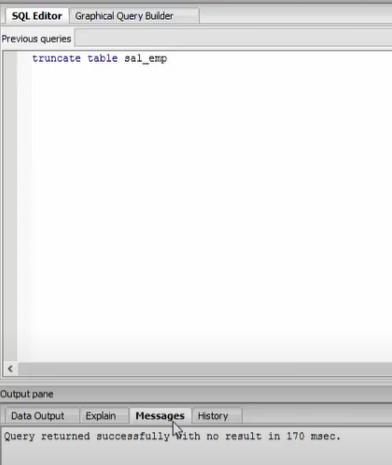 SQL Editor Graphical Query Builder
Previous queries
truncate table sal_emp
Output pane
Data Output Explain Messages History
Query returned successfully with no result in 170 msec.